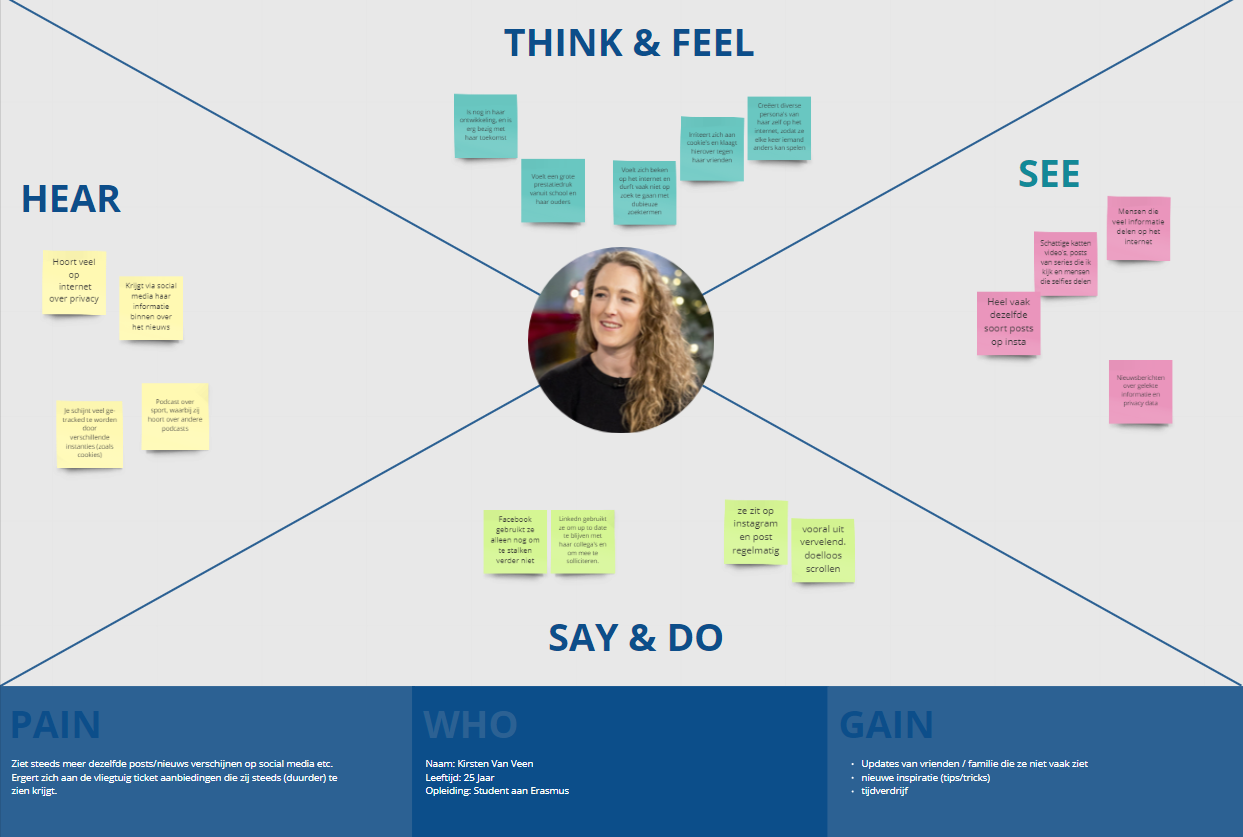 THINK & FEEL
Is nog in haar
ontwikkeling, en is
erg bezig met
haar toekomst
Voelt een grote
prestatiedruk
vanuit school en
haar ouders
Voelt zich beken
op het internet en
durft vaak niet op
zoek te gaan met
dubieuze
zoektermen
Irriteert zich aan
cookie's en klaagt
hierover tegen
haar vrienden
Creëert diverse
persona's van
haar zelf op het
internet, zodat ze
elke keer iemand
anders kan spelen
HEAR
Hoort veel
op
internet
over privacy
Krijgt via social
media haar
informatie
binnen over
het nieuws
Je schijnt veel ge-
tracked te worden
door
verschillende
instanties (zoals
cookies)
Podcast over
sport, waarbij zij
hoort over andere
podcasts
SEE
Mensen die
veel informatie
delen op het
internet
Schattige katten
video's, posts
van series die ik
kijk en mensen
die selfies delen
Heel vaak
dezelfde
soort posts
op insta
Nieuwsberichten
over gelekte
informatie en
privacy data
Facebook
gebruikt ze
alleen nog om
te stalken
verder niet
Linkedn gebruikt
ze om up to date
te blijven met
haar collega's en
om mee te
solliciteren.
ze zit op
instagram
en post
regelmatig
vooral uit
vervelend.
doelloos
scrollen
SAY & DO
PAIN
Ziet steeds meer dezelfde posts/nieuws verschijnen op social media etc.
Ergert zich aan de vliegtuig ticket aanbiedingen die zij steeds (duurder) te
zien krijgt.
WHO
Naam: Kirsten Van Veen
Leeftijd: 25 Jaar
Opleiding: Student aan Erasmus
GAIN
• Updates van vrienden / familie die ze niet vaak ziet
• nieuwe inspiratie (tips/tricks)
• tijdverdrijf